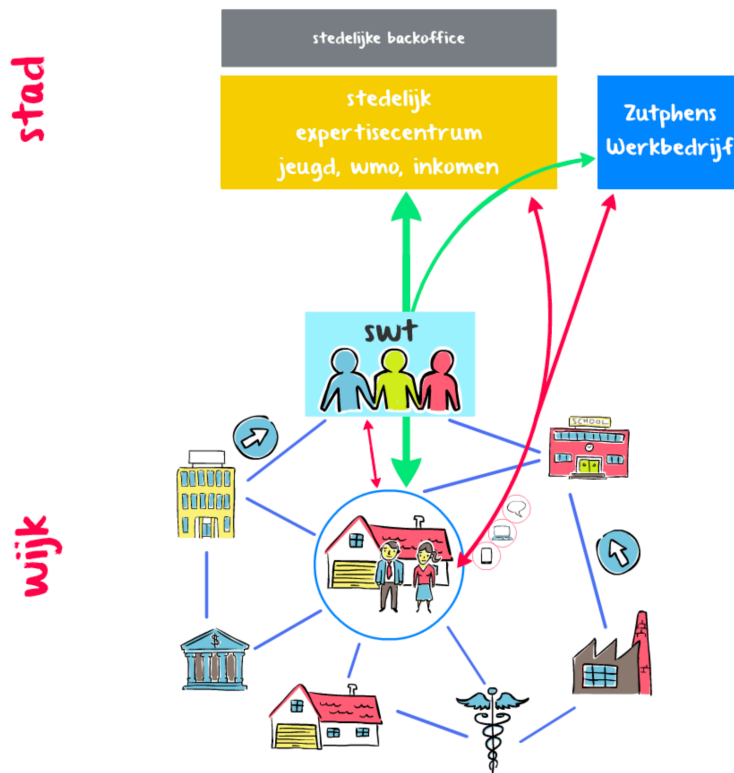 stad
stedelijke backoffice
stedelijk
expertisecentrum
jeugd, wmo, inkomen
Zutphens
Werkbedrijf
swt
SCHOOL
wijk
$